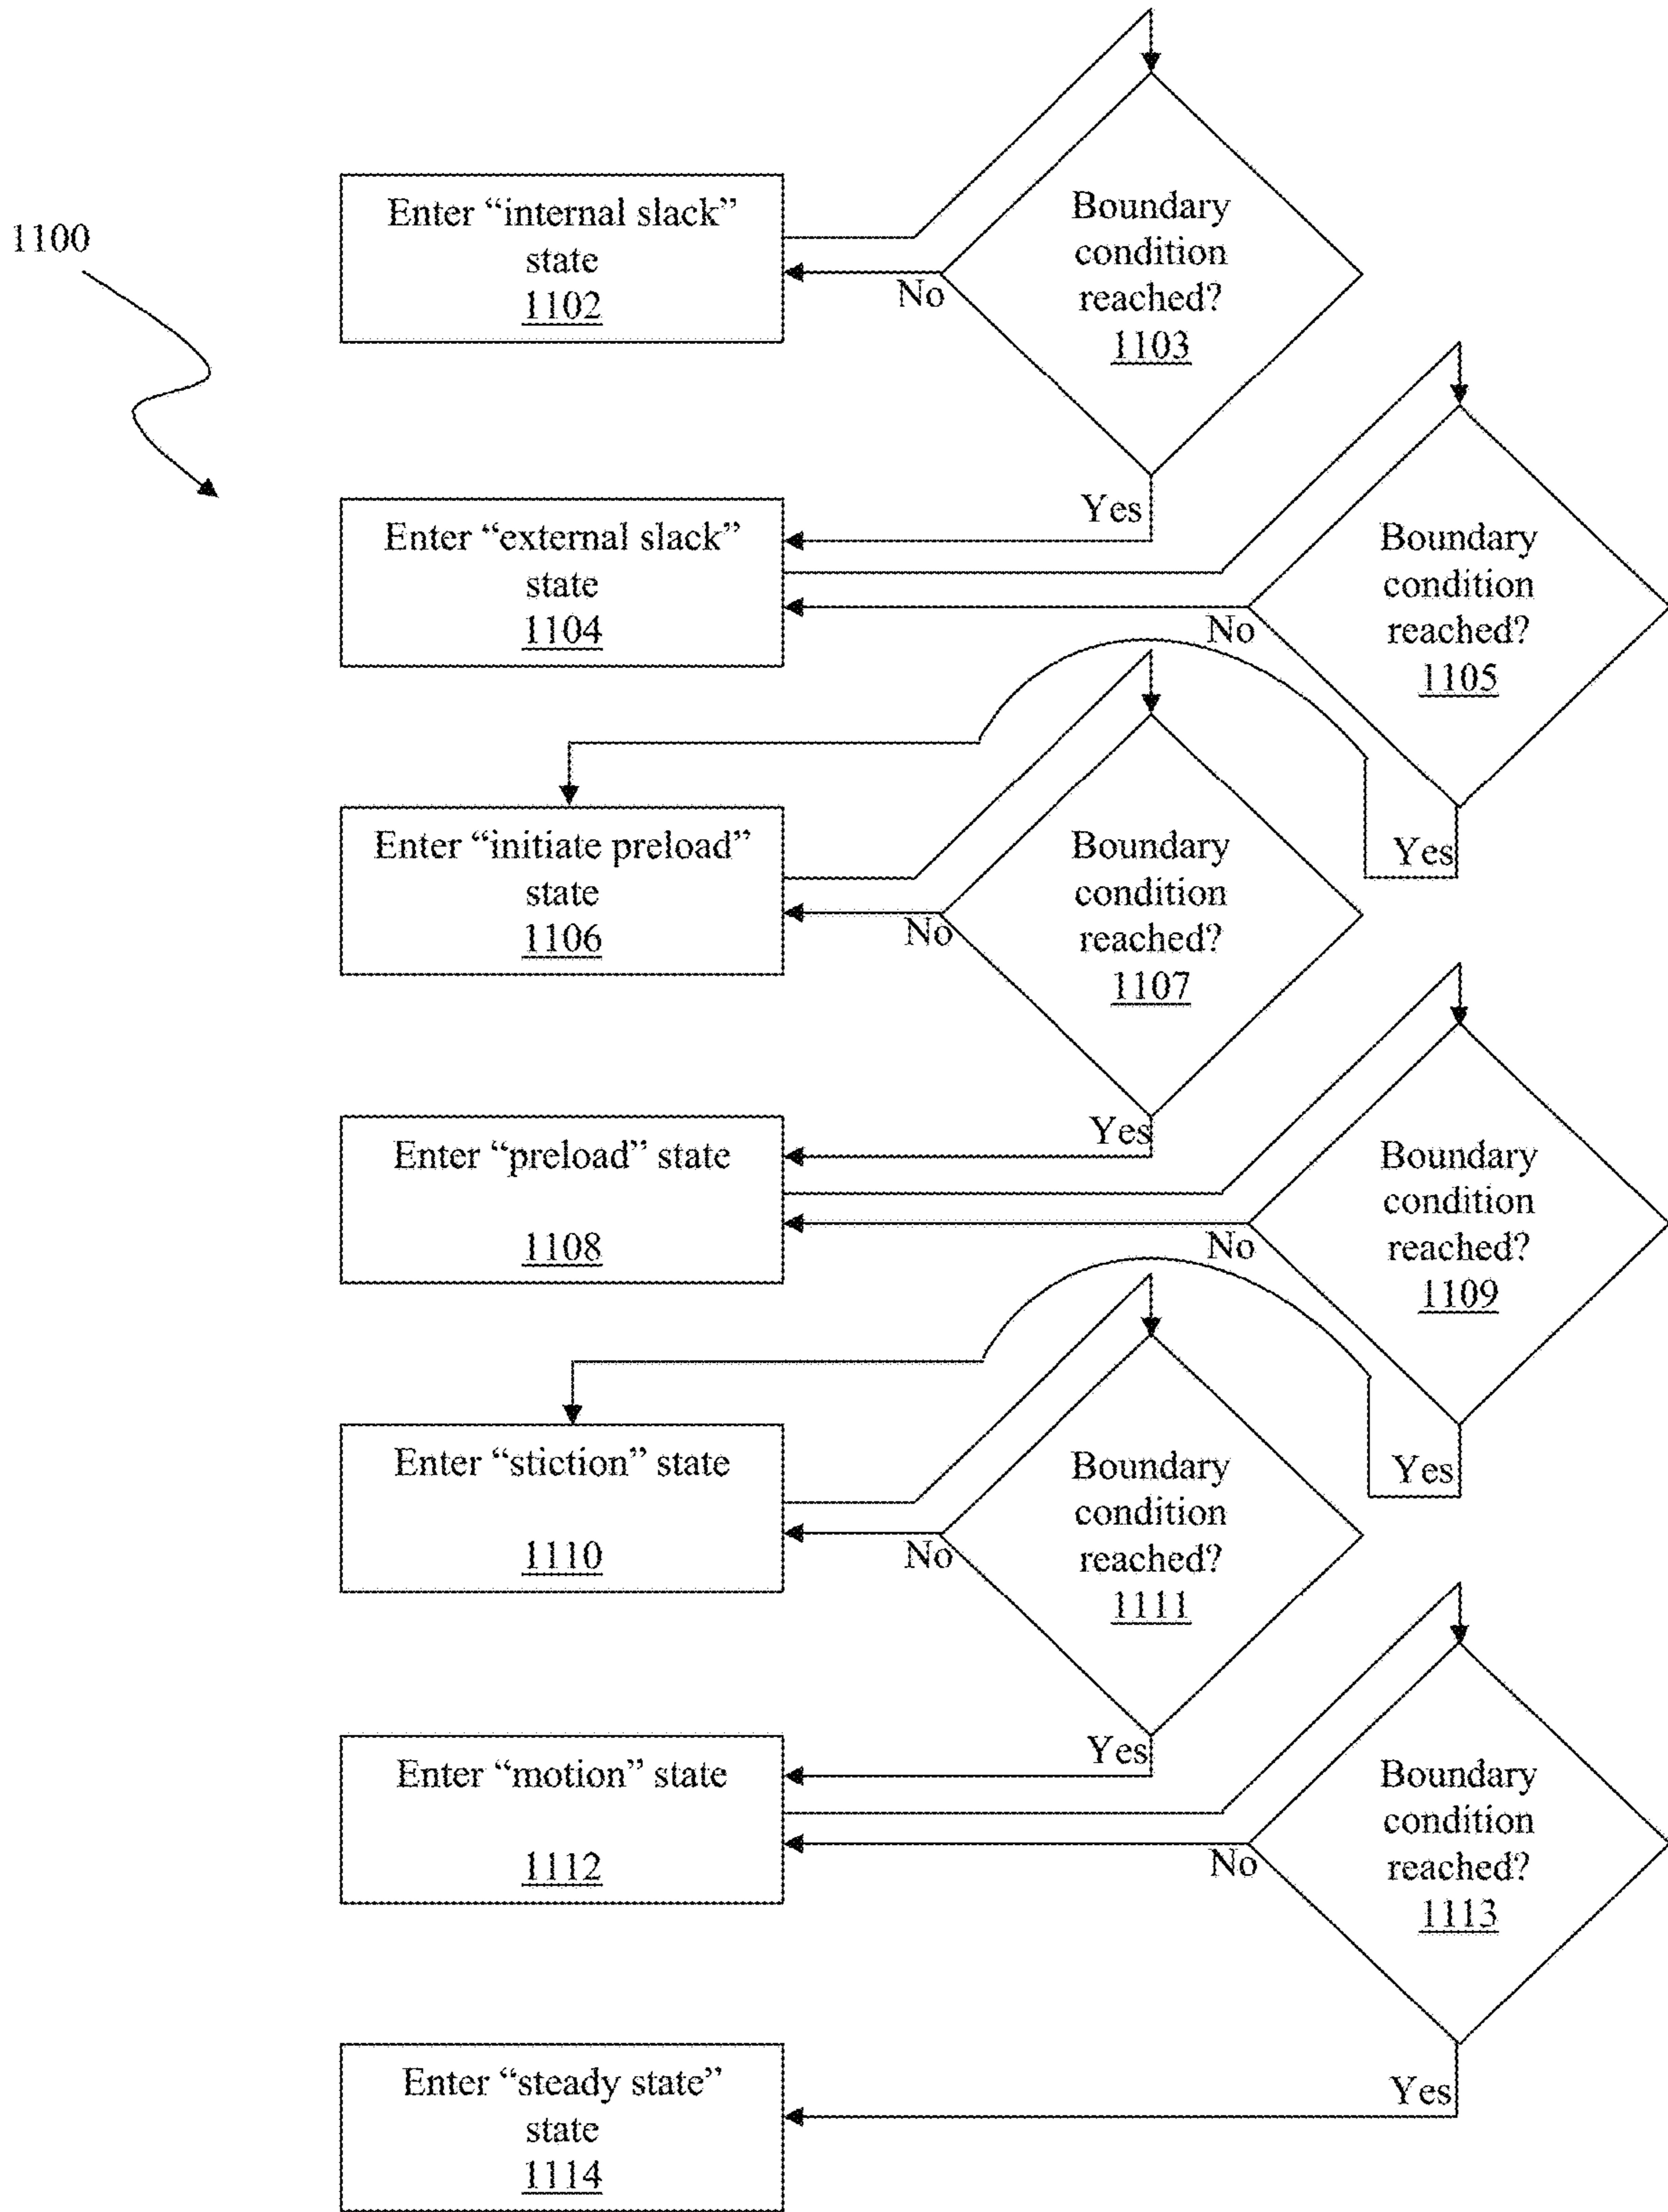 1100
Enter “internal slack”
state
1102
Boundary
condition
reached?
1103
No
Yes
Enter “external slack”
state
1104
Boundary
condition
reached?
1105
No
Yes
Enter “initiate preload”
state
1106
Boundary
condition
reached?
1107
No
Yes
Enter “preload” state
1108
Boundary
condition
reached?
1109
No
Yes
Enter “stiction” state
1110
Boundary
condition
reached?
1111
No
Yes
Enter “motion” state
1112
Boundary
condition
reached?
1113
No
Yes
Enter “steady state”
state
1114